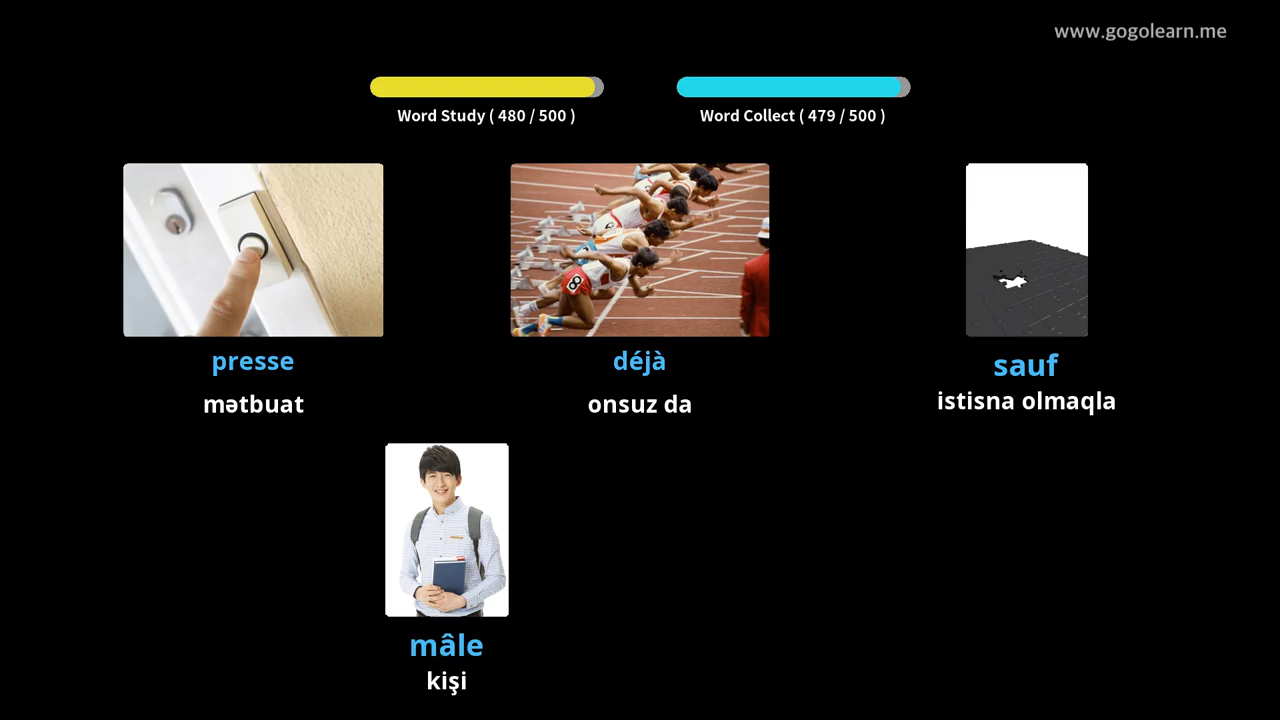 www.gogolearn.me
Word Study ( 480 / 500 )
Word Collect ( 479 / 500 )
presse
mətbuat
déjà
onsuz da
sauf
istisna olmaqla
mâle
kişi